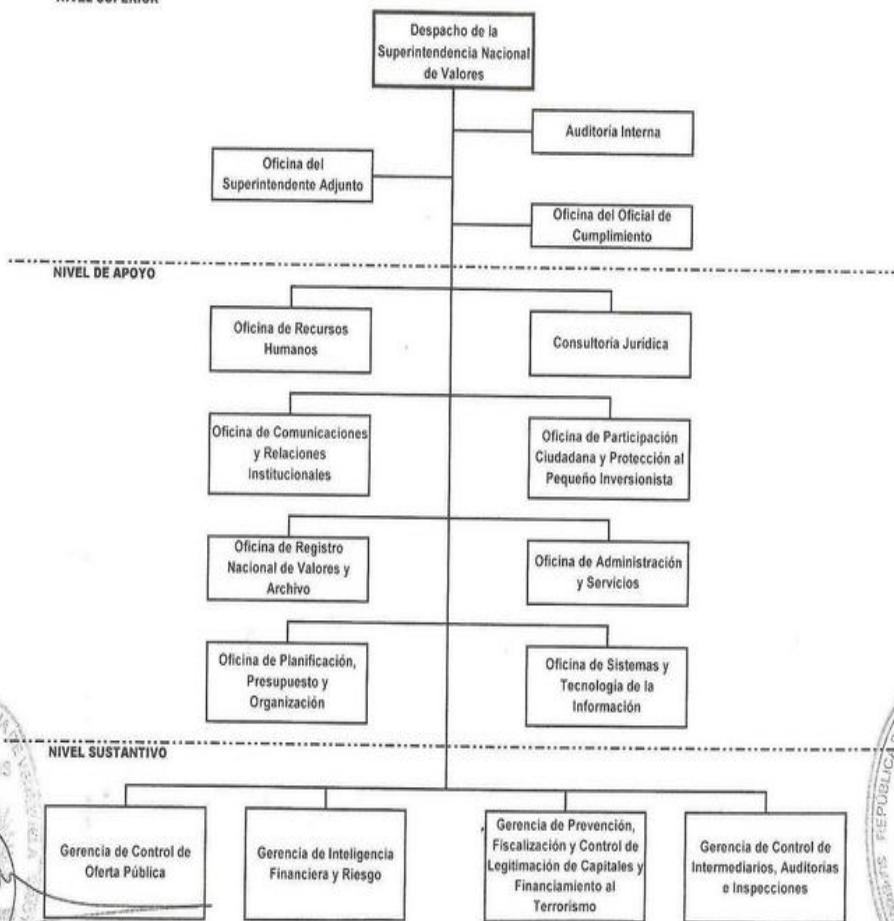 NIVEL SUPERIOR
Despacho de la
Superintendencia Nacional
de Valores
Auditoría Interna
Oficina del
Superintendente Adjunto
Oficina del Oficial de
Cumplimiento
NIVEL DE APOYO
Oficina de Recursos
Humanos
Consultoría Jurídica
Oficina de Comunicaciones
y Relaciones
Institucionales
Oficina de Participación
Ciudadana y Protección al
Pequeño Inversionista
Oficina de Registro
Nacional de Valores y
Archivo
Oficina de Administración
y Servicios
Oficina de Planificación,
Presupuesto y
Organización
Oficina de Sistemas y
Tecnología de la
Información
NIVEL SUSTANTIVO
Gerencia de Control de
Oferta Pública
Gerencia de Inteligencia
Financiera y Riesgo
Gerencia de Prevención,
Fiscalización y Control de
Legitimación de Capitales y
Financiamiento al
Terrorismo
Gerencia de Control de
Intermediarios, Auditorias
e Inspecciones